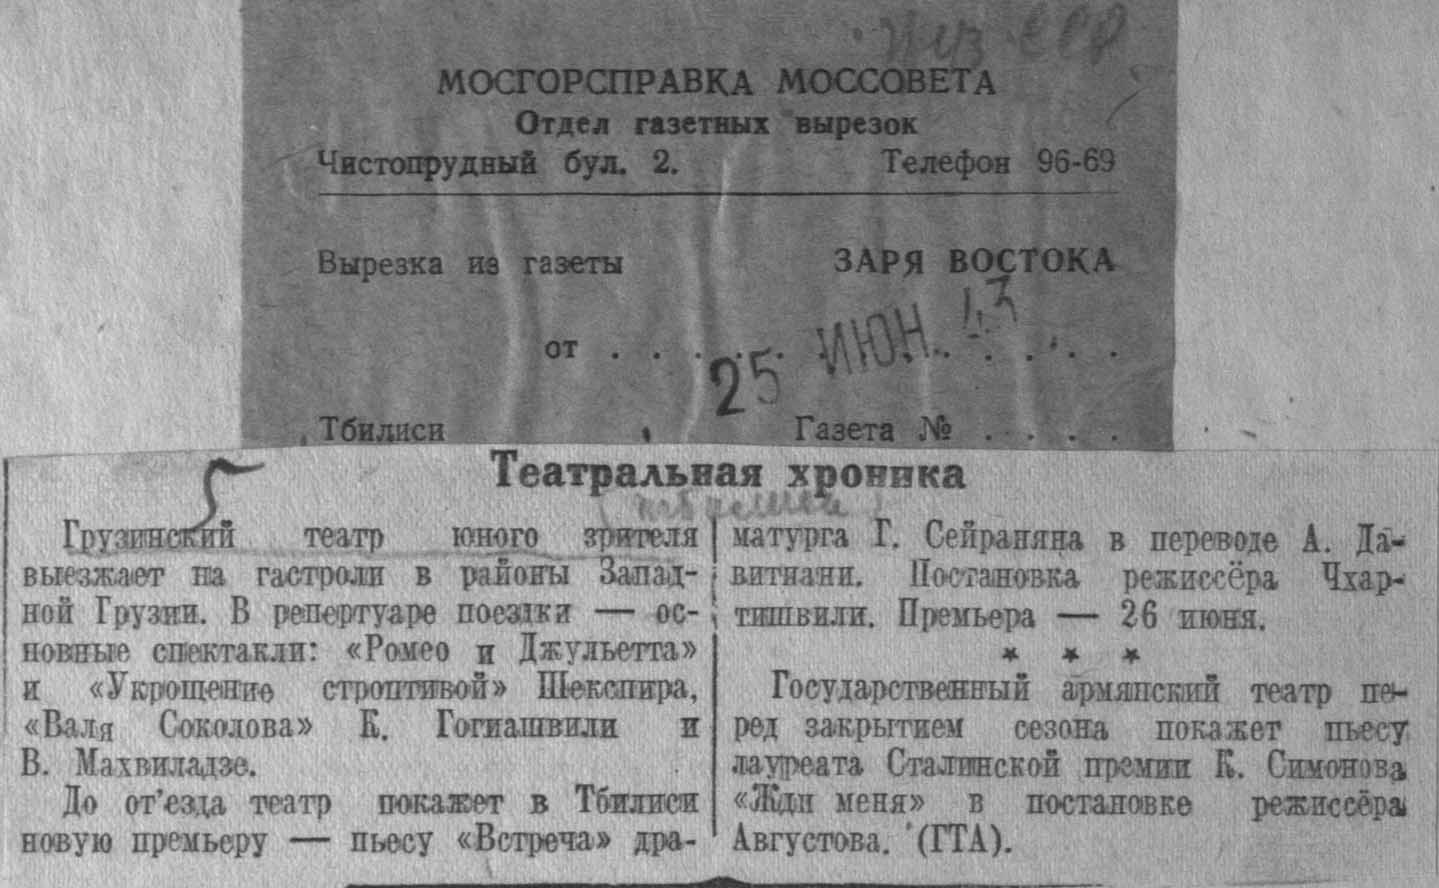 МОСГОРСПРАВКА МОССОВЕТА
Отдел газетных вырезок
Чистопрудный бул. 2. Телефон 96-69
Вырезка из газеты ЗАРЯ ВОСТОКА
от . . . . . . . . . . . . .
25 ИЮН 43
Тбилиси Газета № . . . .
Театральная хроника
5
Грузинский театр юного зрителя
выезжает на гастроли в районы Запад-
ной Грузии. В репертуаре поездки — ос-
новные спектакли: «Ромео и Джульетта»
и «Укрощение строптивой» Шекспира,
«Валя Соколова» К. Гогиашвили и
В. Махвиладзе.
До от'езда театр покажет в Тбилиси
новую премьеру — пьесу «Встреча» дра-
матурга Г. Сейраняна в переводе А. Да-
витиани. Постановка режиссёра Чхар-
тишвили. Премьера — 26 июня.
* * *
Государственный армянский театр пе-
ред закрытием сезона покажет пьесу
лауреата Сталинской премии К. Симонова
«Жди меня» в постановке режиссёра
Августова. (ГТА).